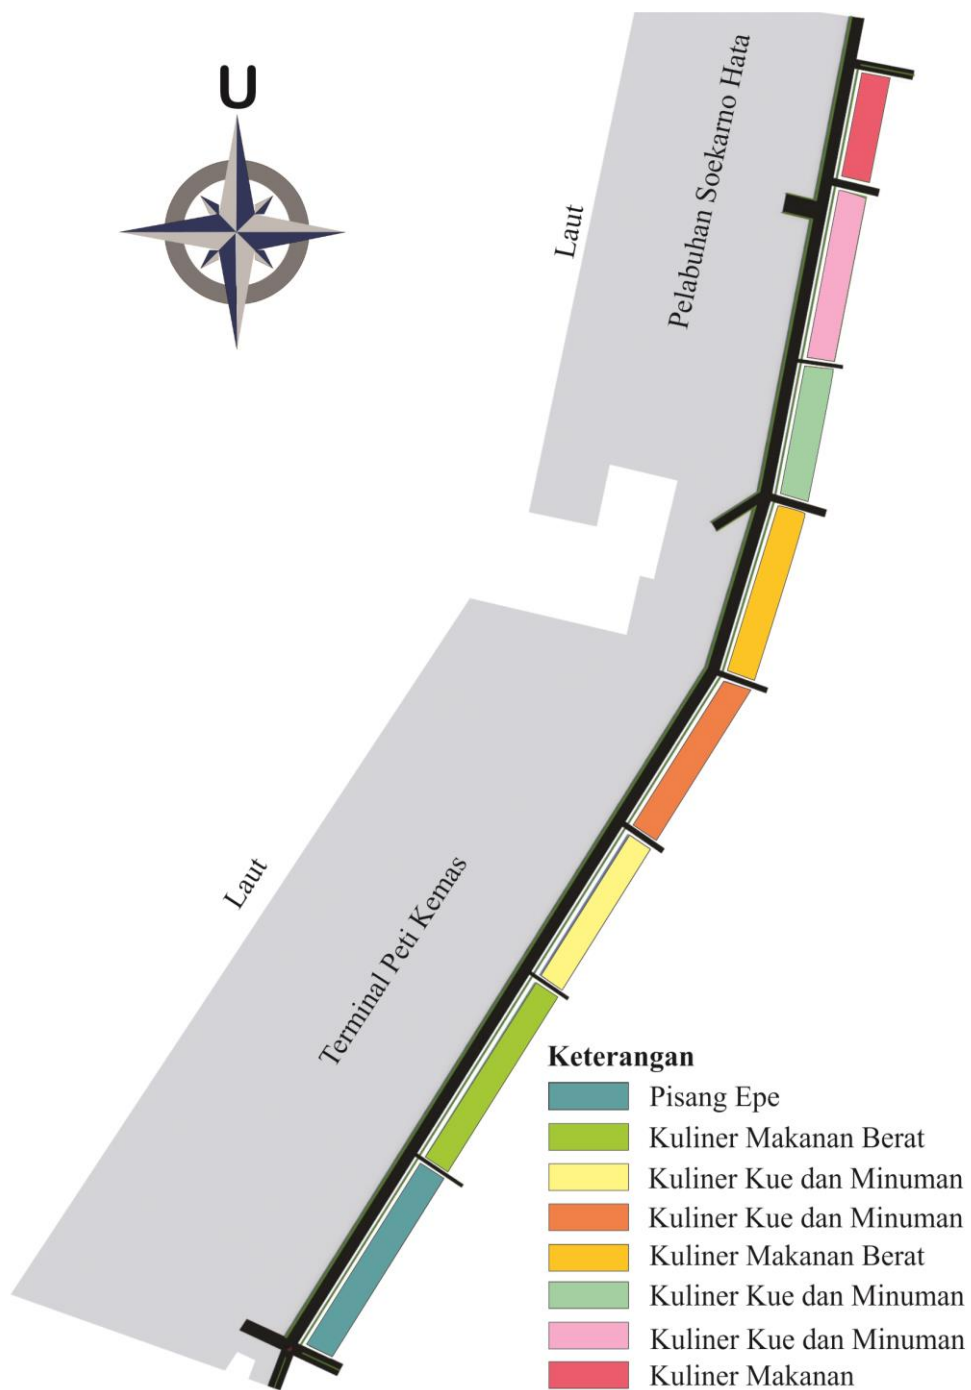 U
Pelabuhan Soekarno Hata
Laut
Laut
Terminal Peti Kemas
Keterangan
Pisang Epe
Kuliner Makanan Berat
Kuliner Kue dan Minuman
Kuliner Kue dan Minuman
Kuliner Makanan Berat
Kuliner Kue dan Minuman
Kuliner Kue dan Minuman
Kuliner Makanan